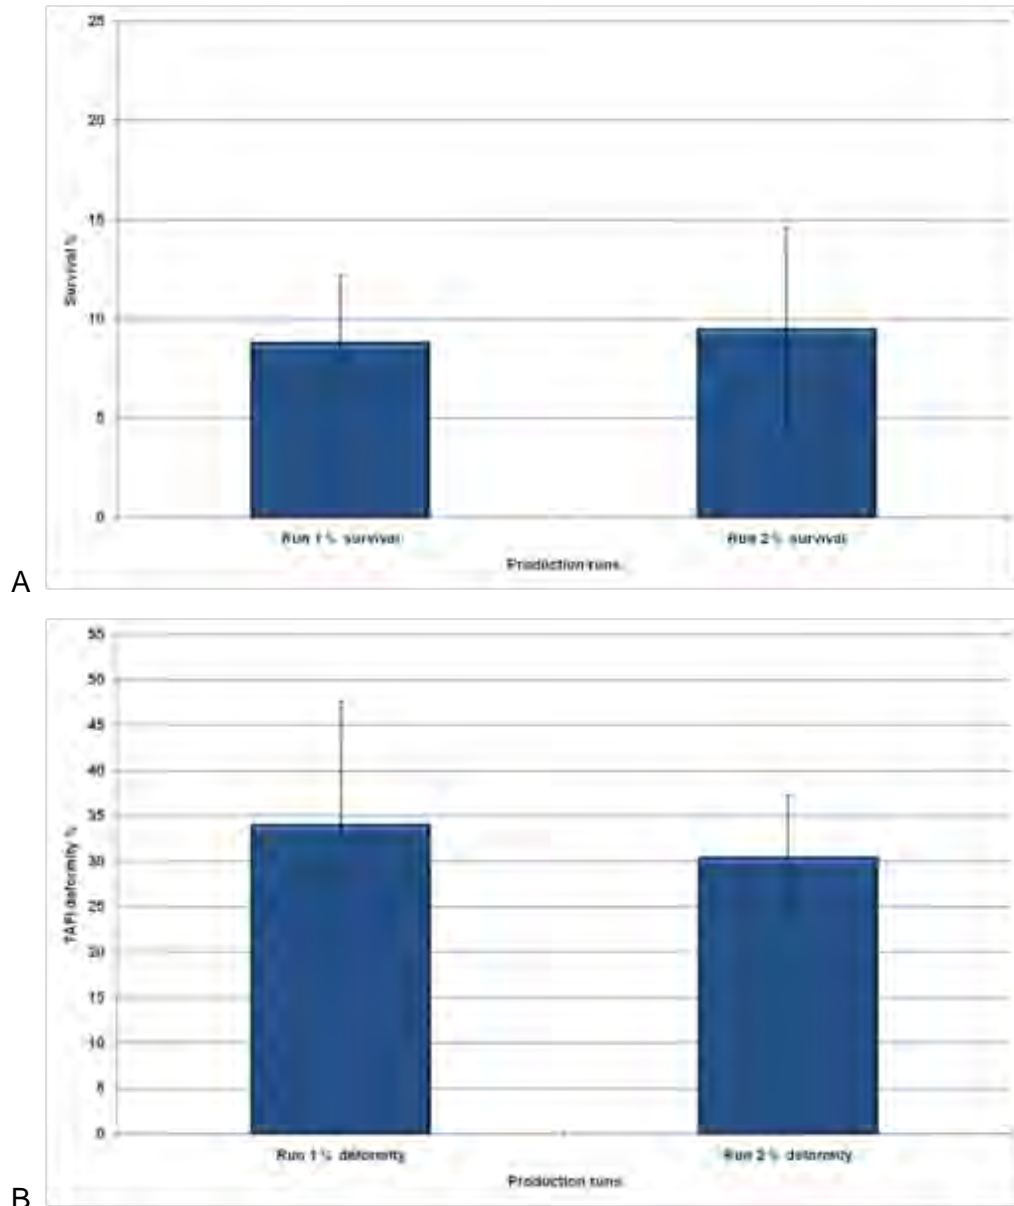 25
20
15
10
5
0
Survival %
Run 1 % survival
Run 2 % survival
Production runs
A
55
50
45
40
35
30
25
20
15
10
5
0
TAFI deformity %
Run 1 % deformity
Run 2 % deformity
Production runs
B